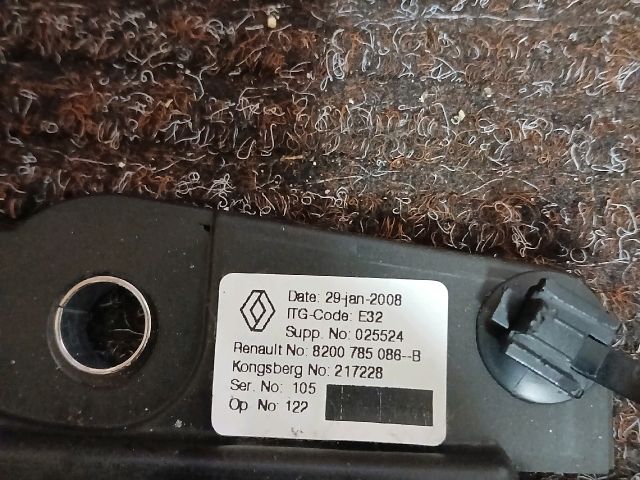 Date: 29-jan-2008
ITG-Code: E32
Supp. No: 025524
Renault No: 8200 785 086--B
Kongsberg No: 217228
Ser. No: 105
Op No: 122